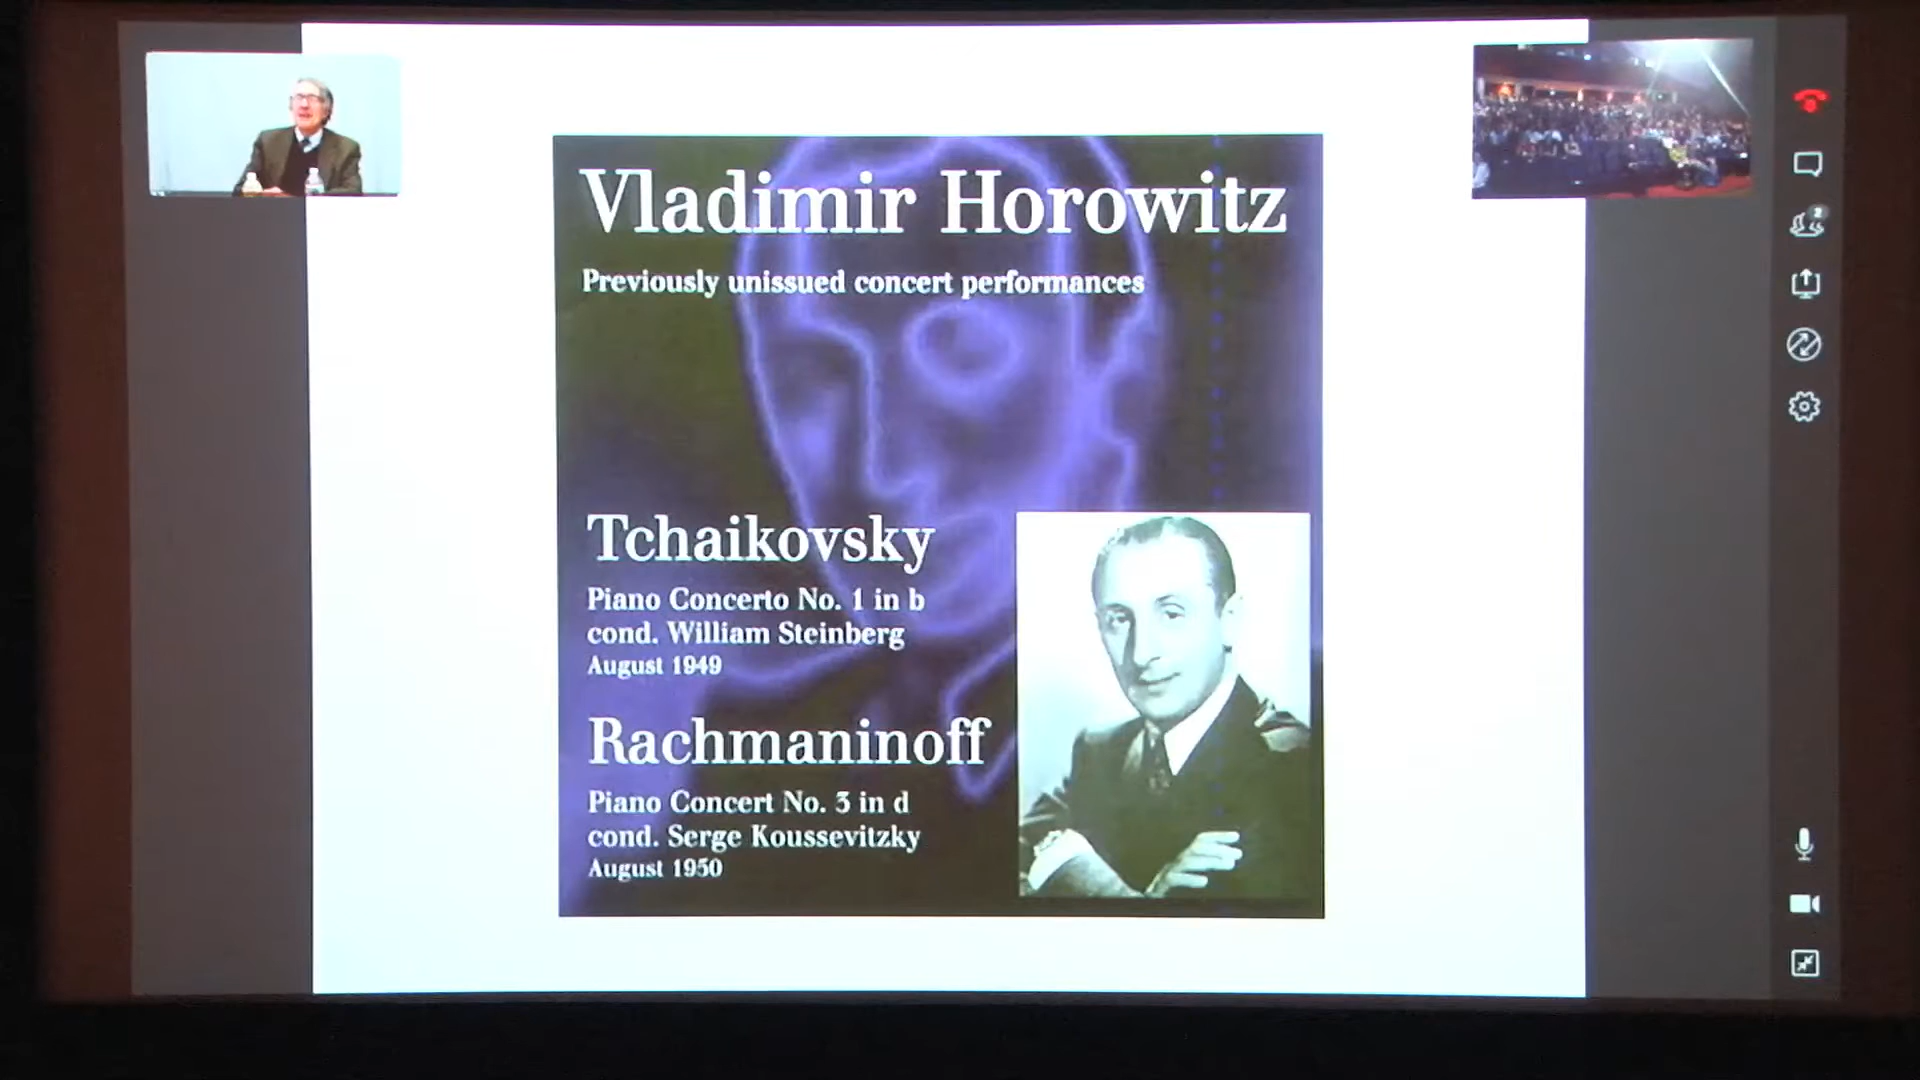 Vladimir Horowitz
Previously unissued concert performances
Tchaikovsky
Piano Concerto No. 1 in b
cond. William Steinberg
August 1949
Rachmaninoff
Piano Concert No. 3 in d
cond. Serge Koussevitzky
August 1950
2